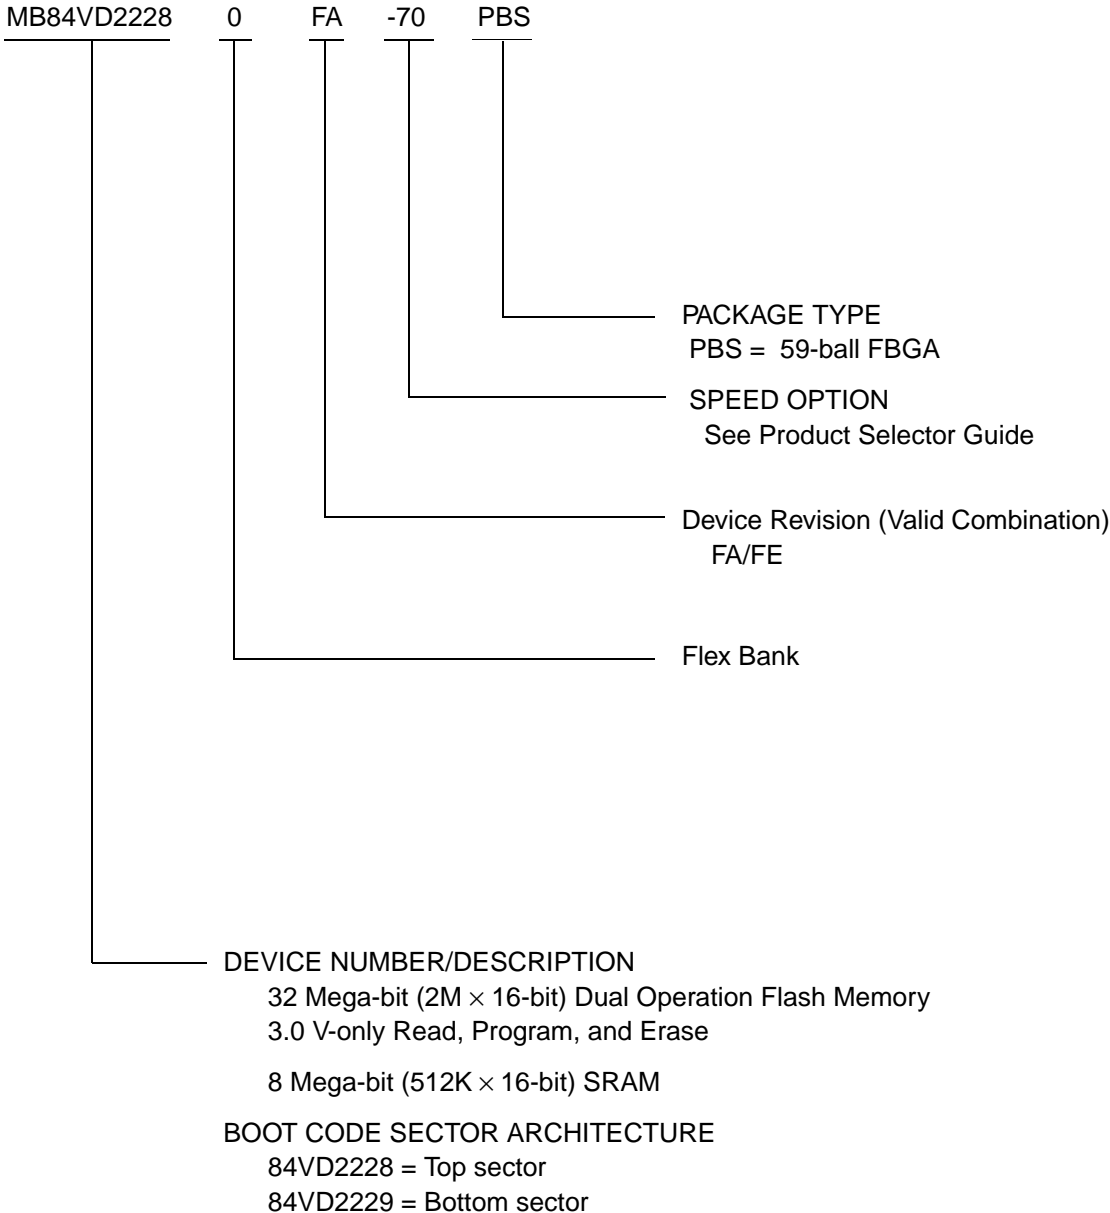 MB84VD2228 0 FA -70 PBS
PACKAGE TYPE
PBS = 59-ball FBGA
SPEED OPTION
See Product Selector Guide
Device Revision (Valid Combination)
FA/FE
Flex Bank
DEVICE NUMBER/DESCRIPTION
32 Mega-bit (2M × 16-bit) Dual Operation Flash Memory
3.0 V-only Read, Program, and Erase
8 Mega-bit (512K × 16-bit) SRAM
BOOT CODE SECTOR ARCHITECTURE
84VD2228 = Top sector
84VD2229 = Bottom sector